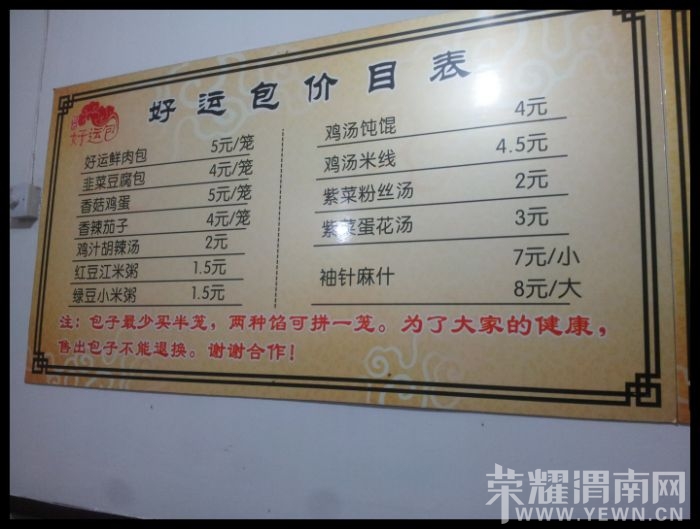 好运包价目表
好运包
好运鲜肉包 5元/笼
韭菜豆腐包 4元/笼
香菇鸡蛋 5元/笼
香辣茄子 4元/笼
鸡汁胡辣汤 2元
红豆江米粥 1.5元
绿豆小米粥 1.5元
鸡汤饨馄 4元
鸡汤米线 4.5元
紫菜粉丝汤 2元
紫菜蛋花汤 3元
袖针麻什 7元/小
8元/大
注：包子最少买半笼，两种馅可拼一笼。为了大家的健康，
售出包子不能退换。谢谢合作！
荣耀渭南网
WWW.YEWN.CN